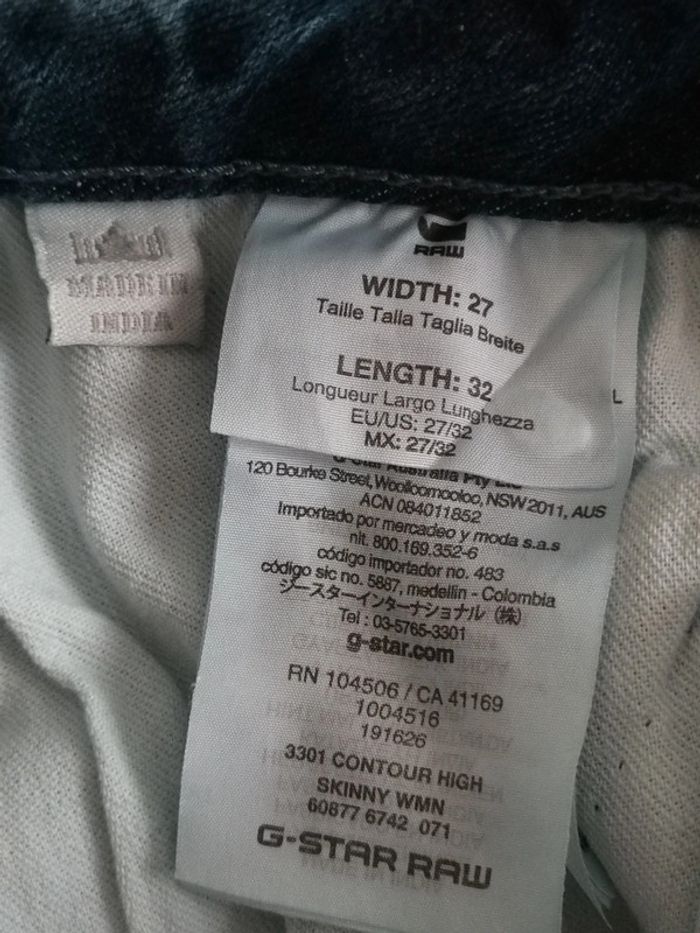 MADE IN
INDIA
RAW
WIDTH: 27
Taille Talla Taglia Breite
LENGTH: 32
Longueur Largo Lunghezza
EU/US: 27/32
MX: 27/32
L
G-Star Australia Pty Ltd
120 Bourke Street, Woolloomooloo, NSW 2011, AUS
ACN 084011852
Importado por mercadeo y moda s.a.s
nit. 800.169.352-6
código importador no. 483
código sic no. 5887, medellin - Colombia
ジースターインターナショナル (株)
Tel : 03-5765-3301
g-star.com
RN 104506 / CA 41169
1004516
191626
3301 CONTOUR HIGH
SKINNY WMN
60877 6742 071
G-STAR RAW